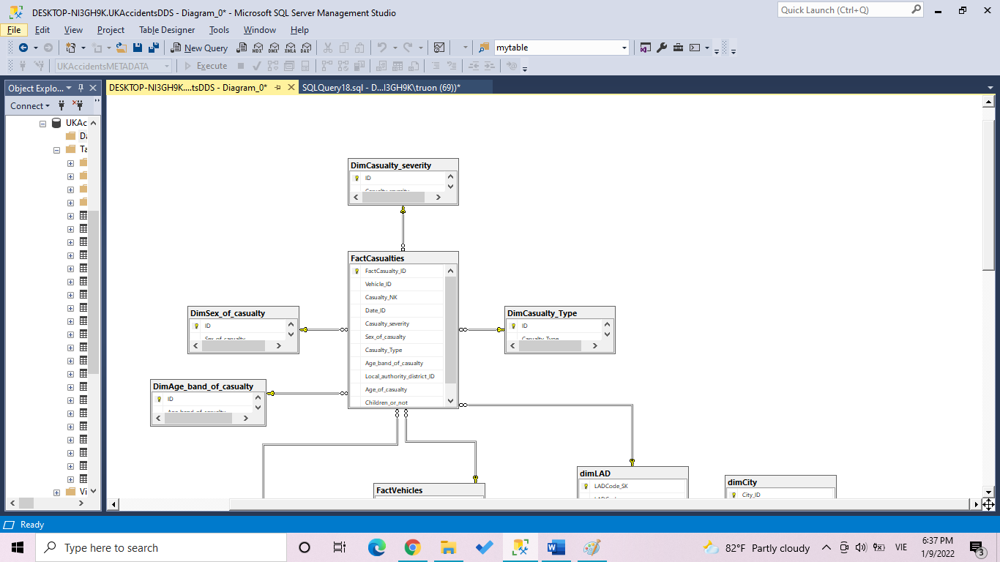 DESKTOP-NI3GH9K.UKAccidentsDDS - Diagram_0* - Microsoft SQL Server Management Studio
Quick Launch (Ctrl+Q)
File Edit View Project Table Designer Tools Window Help
New Query MDX DMX XMLA DAX mytable
UKAccidentsMETADATA Execute
Object Explo...
DESKTOP-NI3GH9K....tsDDS - Diagram_0*
SQLQuery18.sql - D...I3GH9K\truon (69))*
Connect
UKAc
Da
Ta
Vi
DimCasualty_severity
ID
Casualty_severity
FactCasualties
FactCasualty_ID
Vehicle_ID
Casualty_NK
Date_ID
Casualty_severity
Sex_of_casualty
Casualty_Type
Age_band_of_casualty
Local_authority_district_ID
Age_of_casualty
Children_or_not
DimSex_of_casualty
ID
Sex_of_casualty
DimCasualty_Type
ID
Casualty_Type
DimAge_band_of_casualty
ID
Age_band_of_casualty
FactVehicles
dimLAD
LADCode_SK
dimCity
City_ID
Ready
Type here to search
82°F Partly cloudy
VIE
6:37 PM
1/9/2022
3